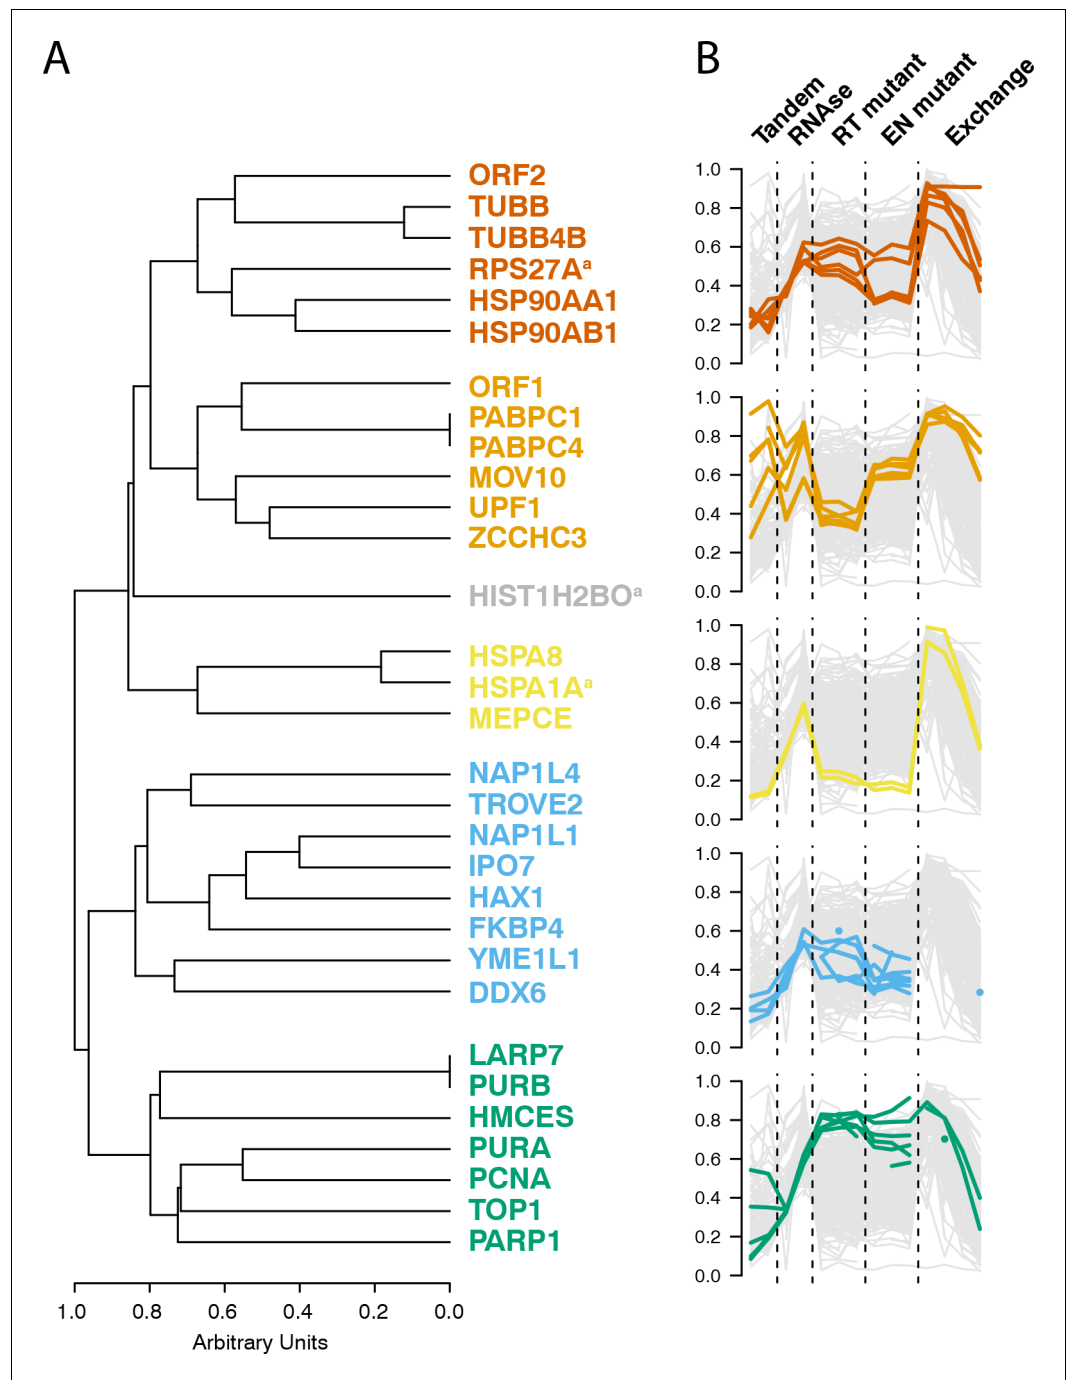 A
ORF2
TUBB
TUBB4B
RPS27Aa
HSP90AA1
HSP90AB1
ORF1
PABPC1
PABPC4
MOV10
UPF1
ZCCHC3
HIST1H2BOa
HSPA8
HSPA1Aa
MEPCE
NAP1L4
TROVE2
NAP1L1
IPO7
HAX1
FKBP4
YME1L1
DDX6
LARP7
PURB
HMCES
PURA
PCNA
TOP1
PARP1
1.0 0.8 0.6 0.4 0.2 0.0
Arbitrary Units
B
Tandem
RNAse
RT mutant
EN mutant
Exchange
1.0
0.8
0.6
0.4
0.2
0.0
1.0
0.8
0.6
0.4
0.2
0.0
1.0
0.8
0.6
0.4
0.2
0.0
1.0
0.8
0.6
0.4
0.2
0.0
1.0
0.8
0.6
0.4
0.2
0.0